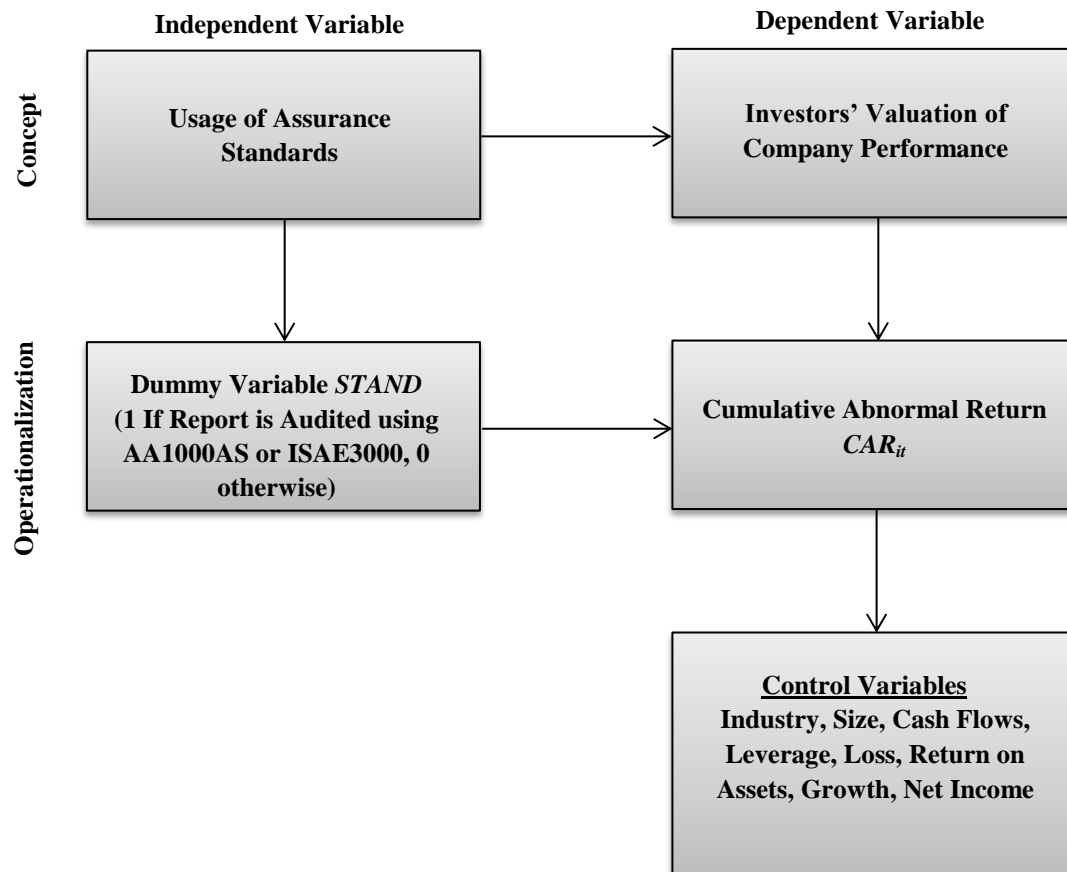 Independent Variable
Dependent Variable
Concept
Usage of Assurance
Standards
Investors’ Valuation of
Company Performance
Operationalization
Dummy Variable STAND
(1 If Report is Audited using
AA1000AS or ISAE3000, 0
otherwise)
Cumulative Abnormal Return
CARit
Control Variables
Industry, Size, Cash Flows,
Leverage, Loss, Return on
Assets, Growth, Net Income